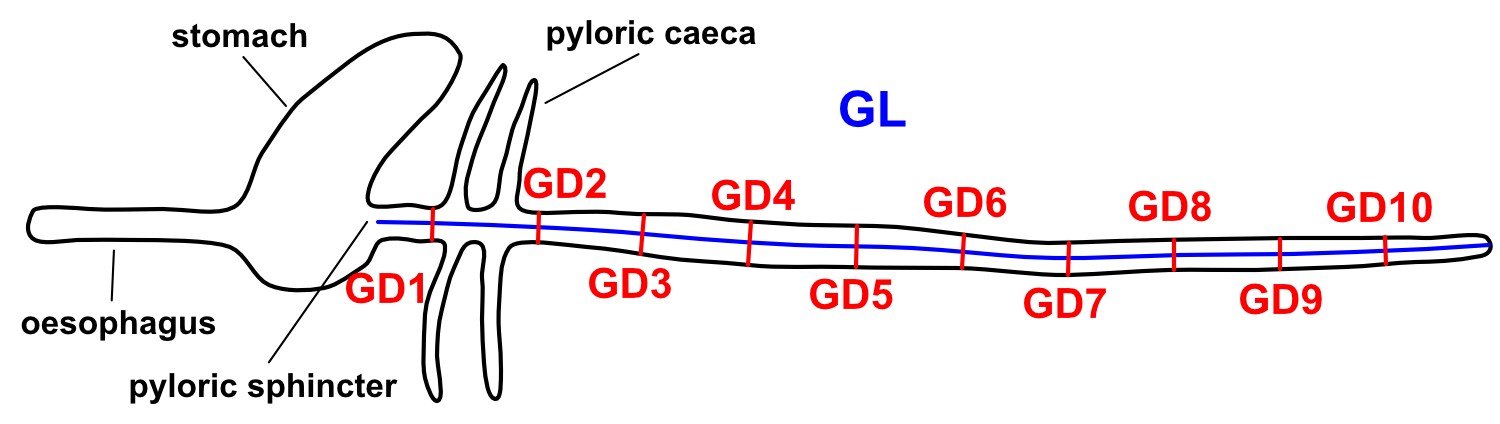 stomach
pyloric caeca
GL
GD2
GD4
GD6
GD8
GD10
GD1
GD3
GD5
GD7
GD9
oesophagus
pyloric sphincter